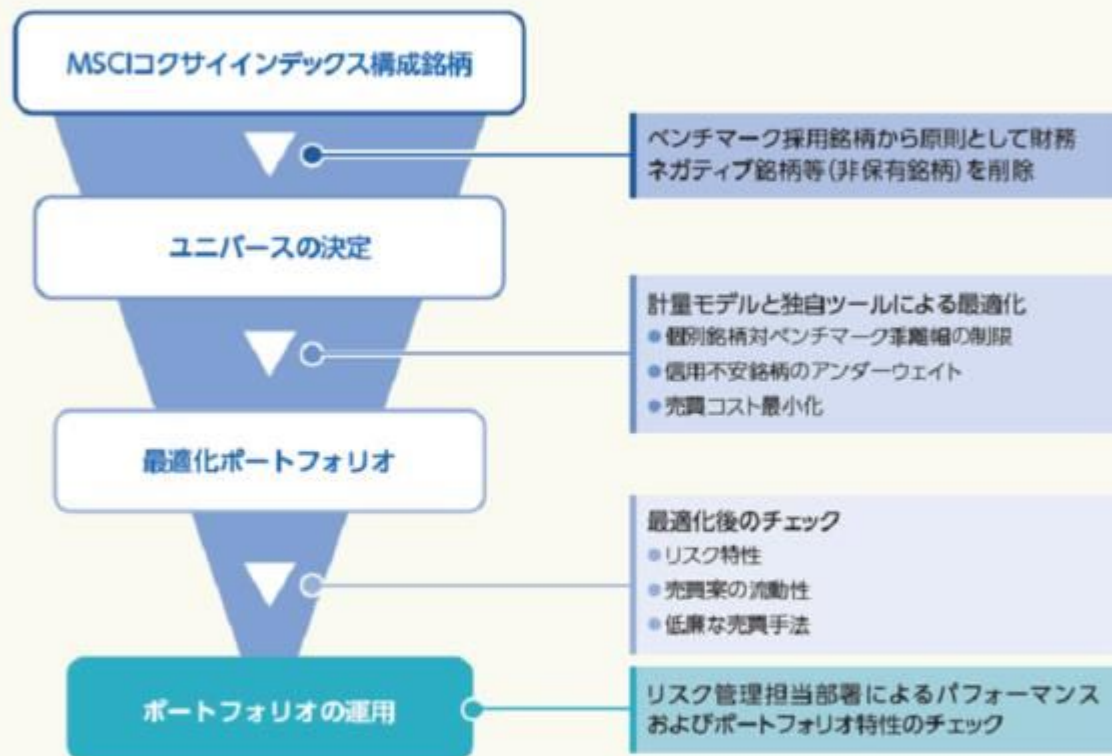 MSCIコクサイインデックス構成銘柄
ベンチマーク採用銘柄から原則として財務
ネガティブ銘柄等(非保有銘柄)を削除
ユニバースの決定
計量モデルと独自ツールによる最適化
●個別銘柄対ベンチマーク乖離幅の制限
●信用不安銘柄のアンダーウェイト
●売買コスト最小化
最適化ポートフォリオ
最適化後のチェック
●リスク特性
●売買案の流動性
●低廉な売買手法
ポートフォリオの運用
リスク管理担当部署によるパフォーマンス
およびポートフォリオ特性のチェック